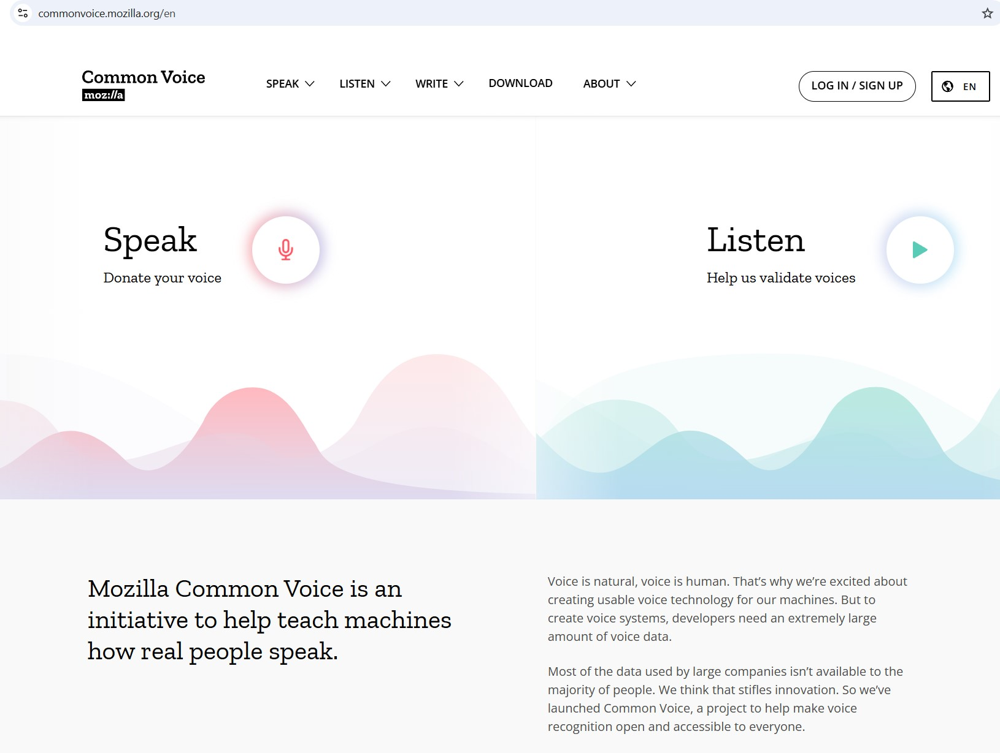 commonvoice.mozilla.org/en
Common Voice
moz://a
SPEAK
LISTEN
WRITE
DOWNLOAD
ABOUT
LOG IN / SIGN UP
EN
Speak
Donate your voice
Listen
Help us validate voices
Mozilla Common Voice is an
initiative to help teach machines
how real people speak.
Voice is natural, voice is human. That’s why we’re excited about
creating usable voice technology for our machines. But to
create voice systems, developers need an extremely large
amount of voice data.
Most of the data used by large companies isn’t available to the
majority of people. We think that stifles innovation. So we’ve
launched Common Voice, a project to help make voice
recognition open and accessible to everyone.